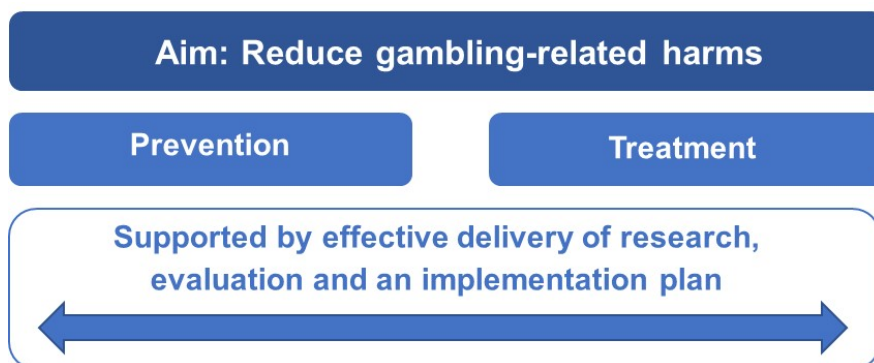 Aim: Reduce gambling-related harms
Prevention
Treatment
Supported by effective delivery of research,
evaluation and an implementation plan